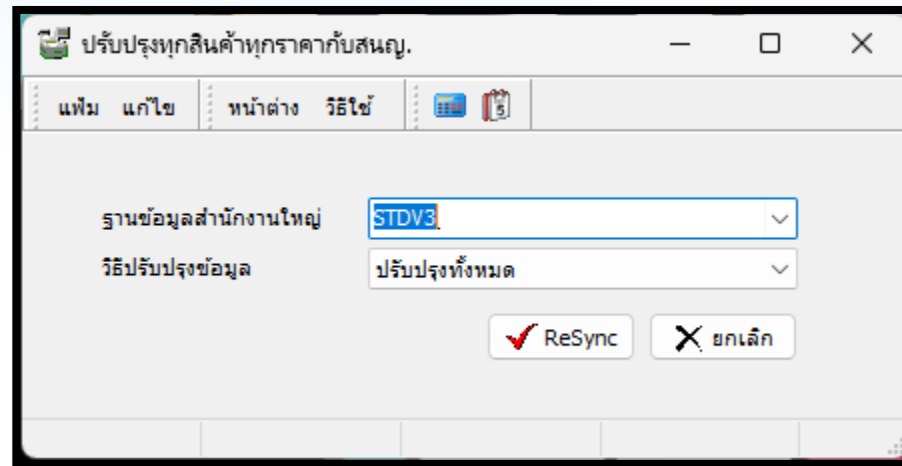 ปรับปรุงทุกสินค้าทุกราคากับสนญ.
แฟ้ม แก้ไข หน้าต่าง วิธีใช้ 5
ฐานข้อมูลสำนักงานใหญ่ STDV3
วิธีปรับปรุงข้อมูล ปรับปรุงทั้งหมด
ReSync ยกเลิก